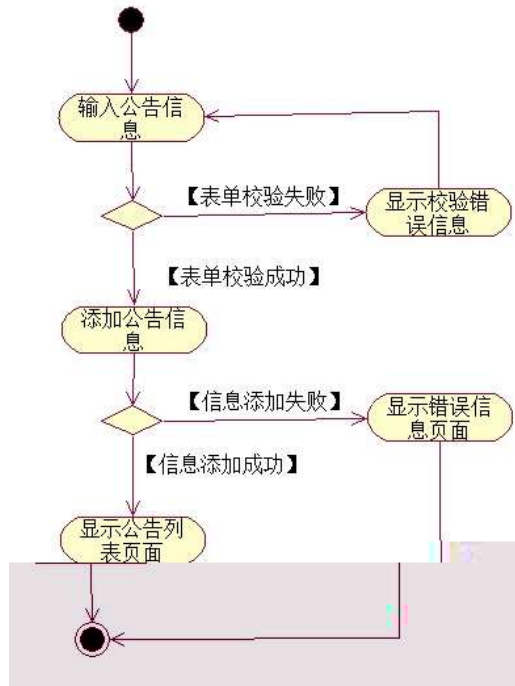 输入公告信
息
【表单校验失败】
显示校验错
误信息
【表单校验成功】
添加公告信
息
【信息添加失败】
显示错误信
息页面
【信息添加成功】
显示公告列
表页面